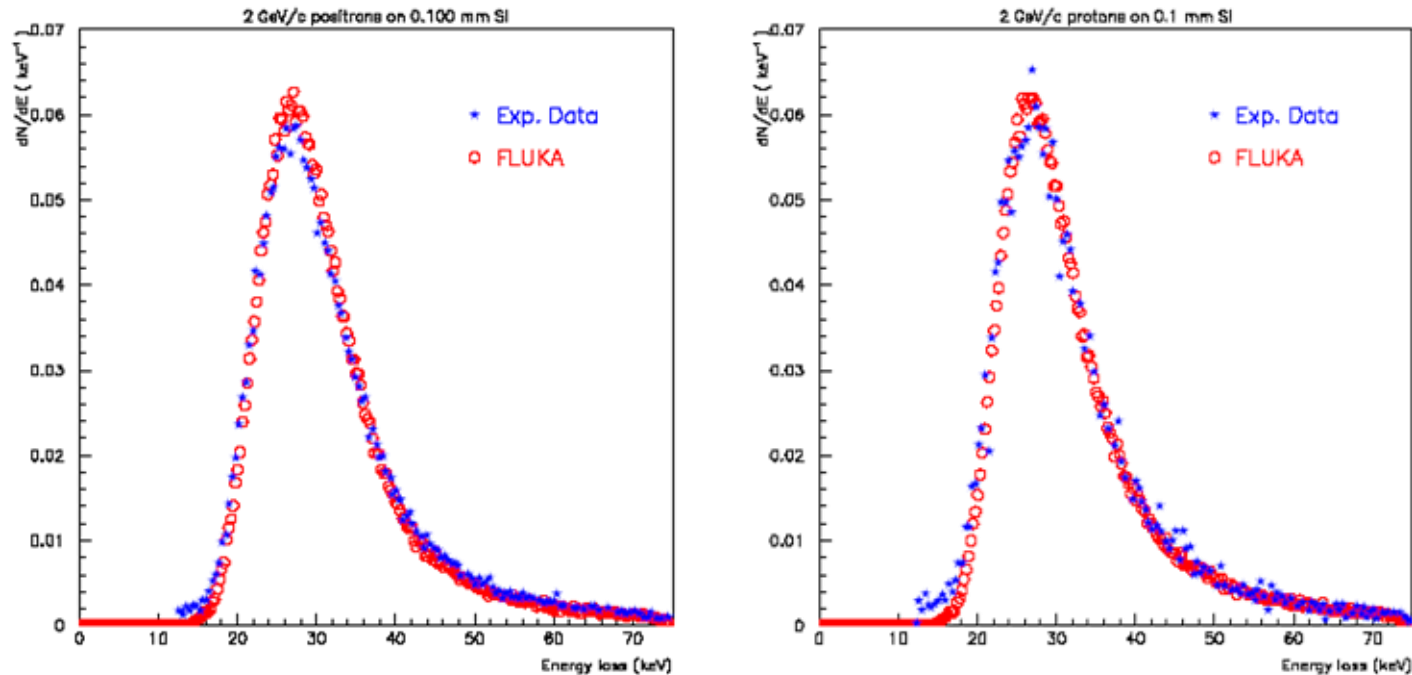 2 GeV/c positrons on 0.100 mm Si
dN/dE ( keV⁻¹ )
0.07
0.06
0.05
0.04
0.03
0.02
0.01
0
Exp. Data
FLUKA
0 10 20 30 40 50 60 70
Energy loss (keV)
2 GeV/c protons on 0.1 mm Si
dN/dE ( keV⁻¹ )
0.07
0.06
0.05
0.04
0.03
0.02
0.01
0
Exp. Data
FLUKA
0 10 20 30 40 50 60 70
Energy loss (keV)